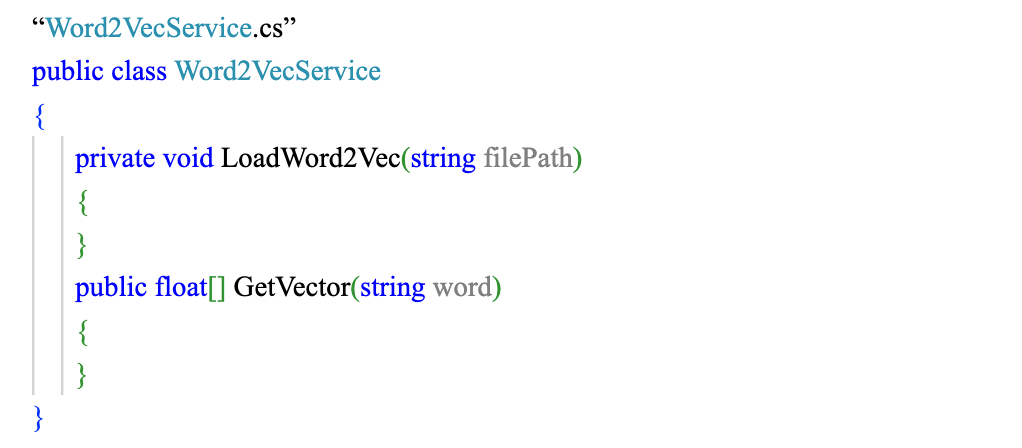 “Word2VecService.cs”
public class Word2VecService
{
private void LoadWord2Vec(string filePath)
{
}
public float[] GetVector(string word)
{
}
}